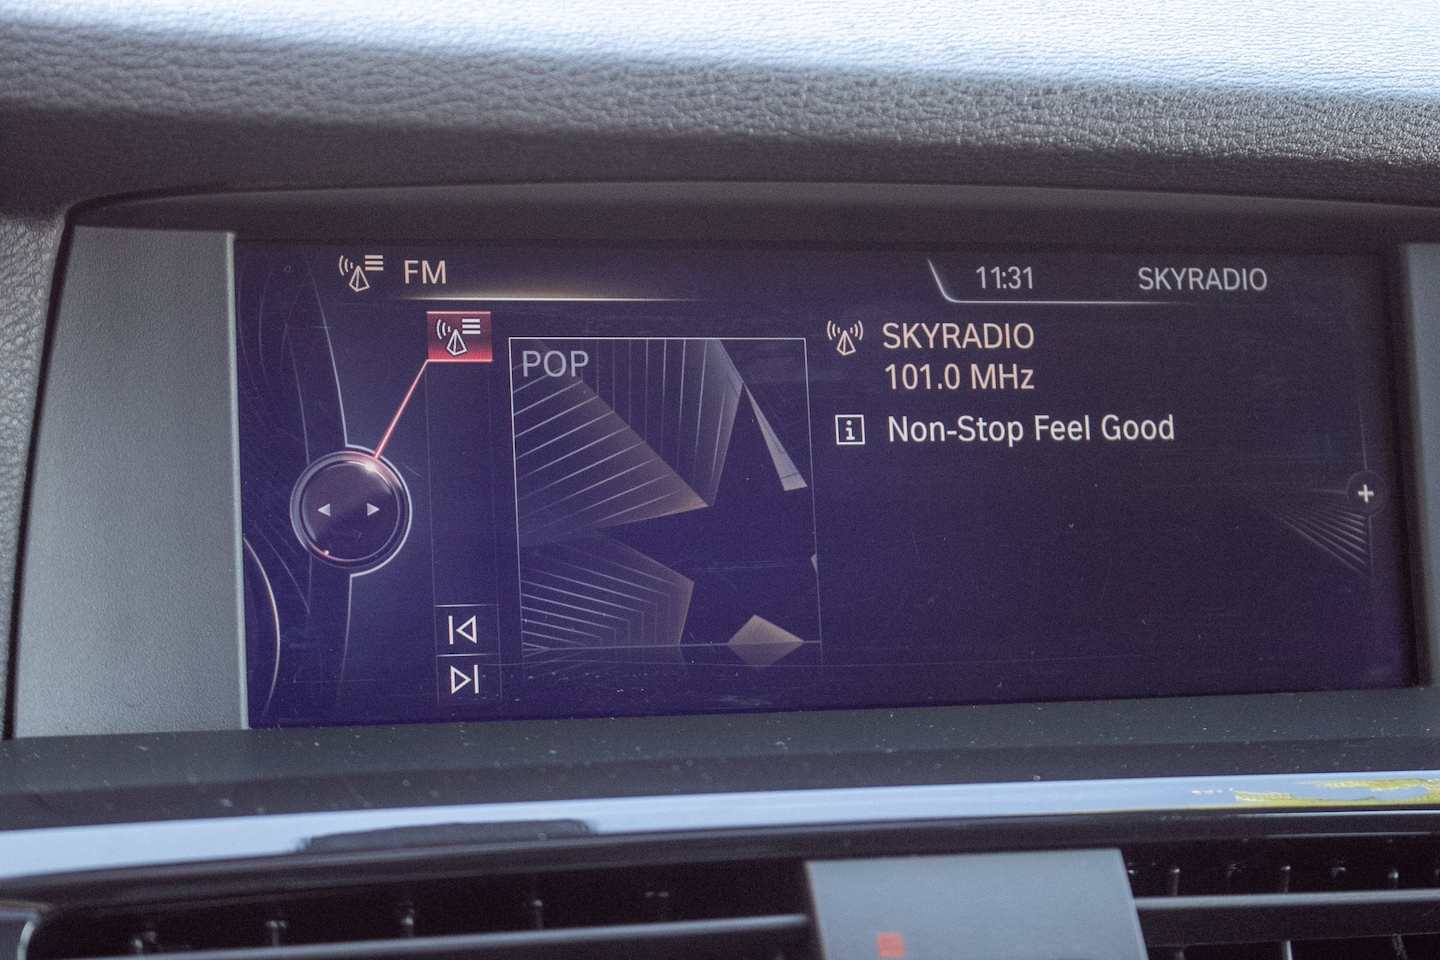 FM
11:31 SKYRADIO
POP
SKYRADIO
101.0 MHz
Non-Stop Feel Good